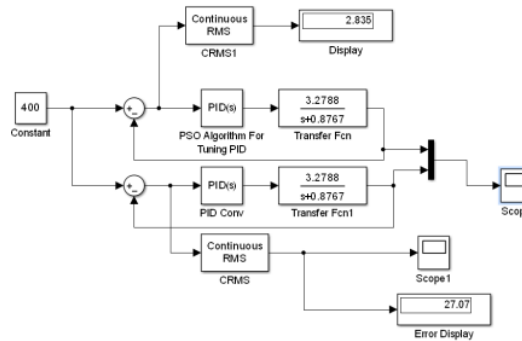 Continuous
RMS
CRMS1
2.835
Display
400
Constant
+
-
PID(s)
PSO Algorithm For
Tuning PID
3.2788
s+0.8767
Transfer Fcn
+
-
PID(s)
PID Conv
3.2788
s+0.8767
Transfer Fcn1
Scop
Continuous
RMS
CRMS
Scope1
27.07
Error Display